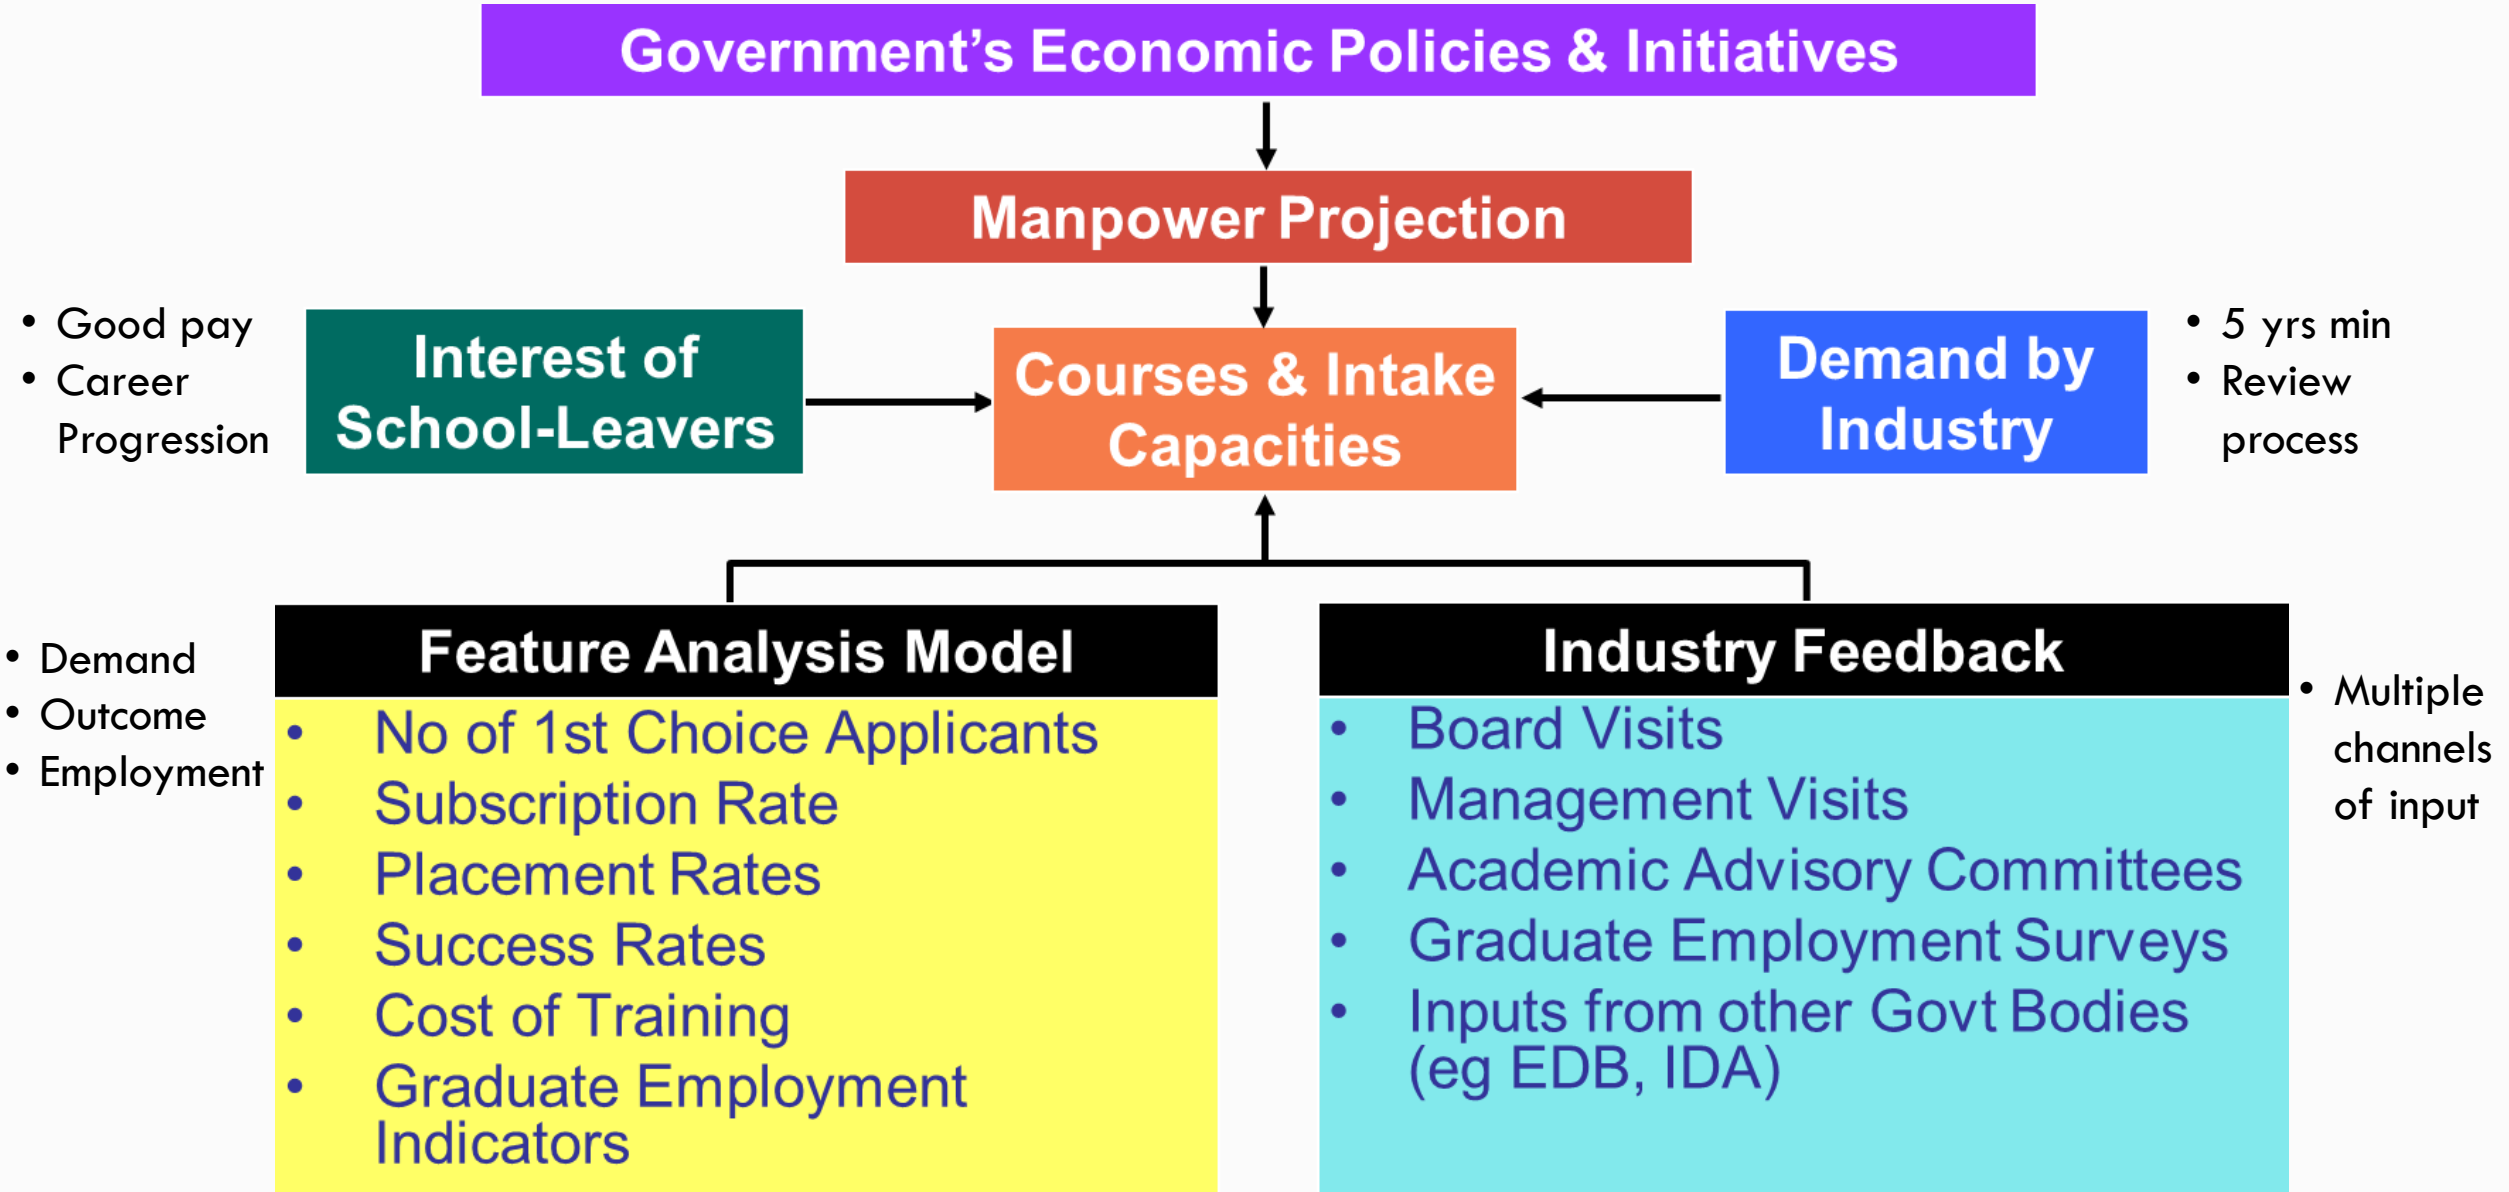 Government’s Economic Policies & Initiatives
Manpower Projection
• Good pay
• Career
Progression
Interest of
School-Leavers
Courses & Intake
Capacities
Demand by
Industry
• 5 yrs min
• Review
process
• Demand
• Outcome
• Employment
Feature Analysis Model
• No of 1st Choice Applicants
• Subscription Rate
• Placement Rates
• Success Rates
• Cost of Training
• Graduate Employment
Indicators
Industry Feedback
• Board Visits
• Management Visits
• Academic Advisory Committees
• Graduate Employment Surveys
• Inputs from other Govt Bodies
(eg EDB, IDA)
• Multiple
channels
of input